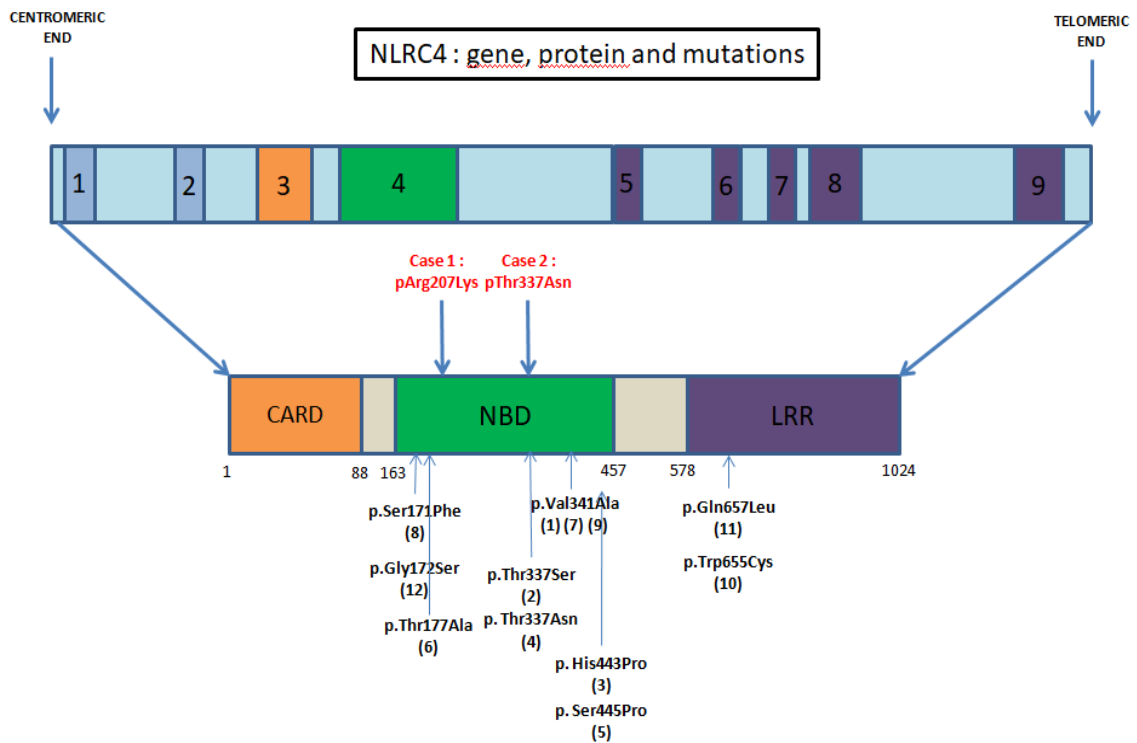 CENTROMERIC
END
TELOMERIC
END
NLRC4 : gene, protein and mutations
1
2
3
4
5
6
7
8
9
Case 1 :
pArg207Lys
Case 2 :
pThr337Asn
CARD
NBD
LRR
1
88
163
457
578
1024
p.Ser171Phe
(8)
p.Gly172Ser
(12)
p.Thr177Ala
(6)
p.Val341Ala
(1) (7) (9)
p.Thr337Ser
(2)
p. Thr337Asn
(4)
p. His443Pro
(3)
p. Ser445Pro
(5)
p.Gln657Leu
(11)
p.Trp655Cys
(10)